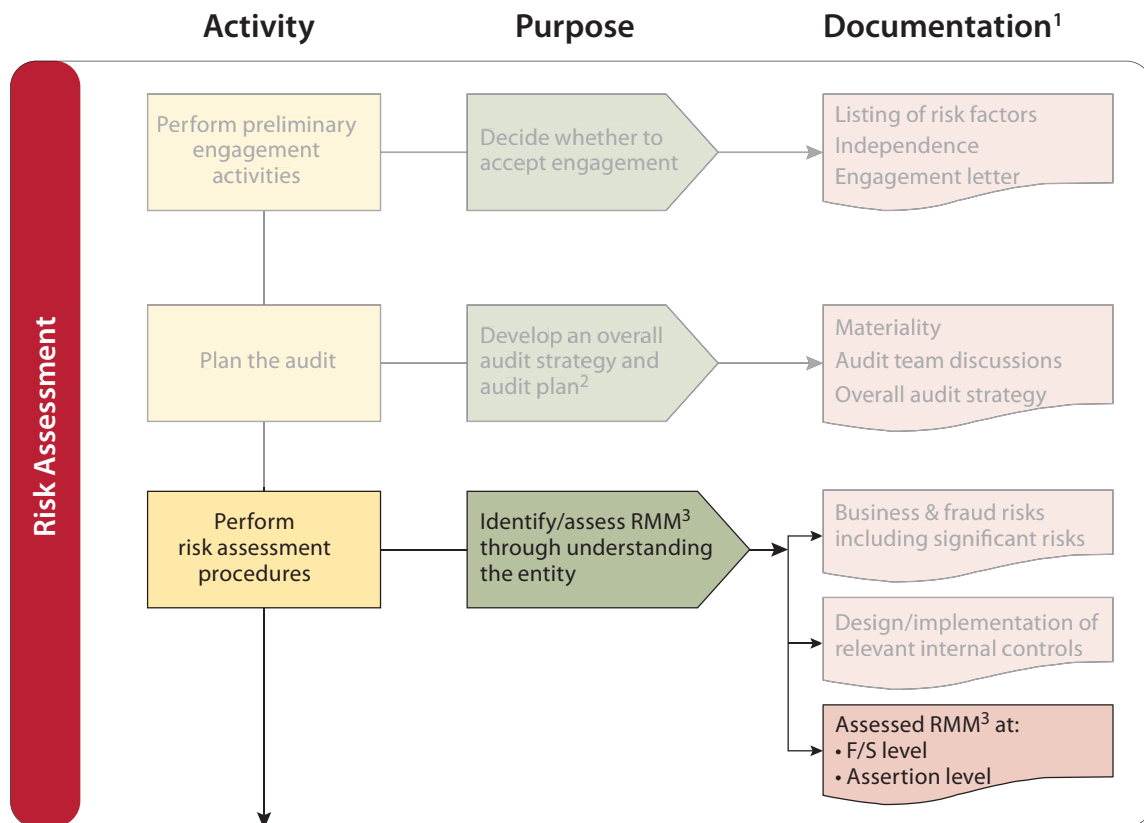 Activity
Purpose
Documentation¹
Risk Assessment
Perform preliminary
engagement
activities
Decide whether to
accept engagement
Listing of risk factors
Independence
Engagement letter
Plan the audit
Develop an overall
audit strategy and
audit plan²
Materiality
Audit team discussions
Overall audit strategy
Perform
risk assessment
procedures
Identify/assess RMM³
through understanding
the entity
Business & fraud risks
including significant risks
Design/implementation of
relevant internal controls
Assessed RMM³ at:
• F/S level
• Assertion level